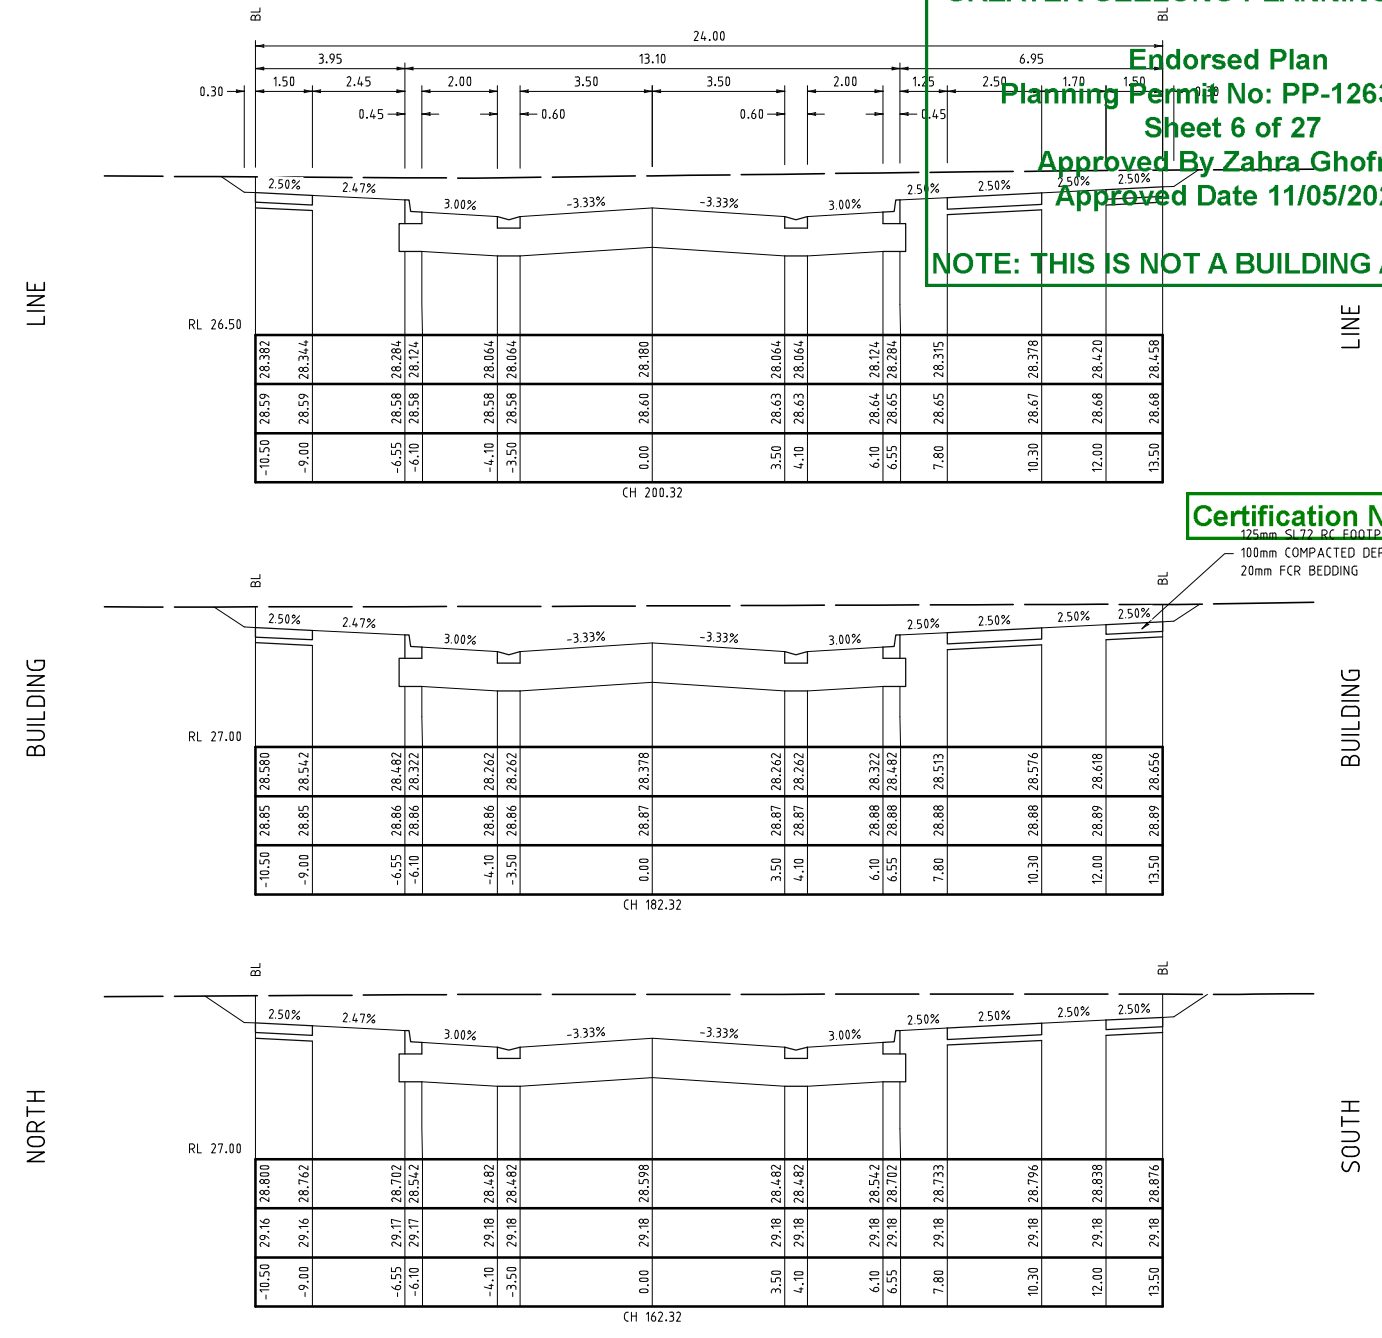 BL
BL
24.00
3.95 13.10 6.95
1.50 2.45 2.00 3.50 3.50 2.00 1.25 2.50 1.70 1.50
0.30 0.30
0.45 0.60 0.60 0.45
Endorsed Plan
Planning Permit No: PP-126
Sheet 6 of 27
Approved By Zahra
Approved Date 11/05/
NOTE: THIS IS NOT A BUILDING
2.50% 2.47% 3.00% -3.33% -3.33% 3.00% 2.50% 2.50% 2.50% 2.50%
LINE
LINE
RL 26.50
28.382 28.344 28.284 28.124 28.064 28.064 28.180 28.064 28.064 28.124 28.284 28.315 28.378 28.420 28.458
28.59 28.59 28.58 28.58 28.58 28.58 28.60 28.63 28.63 28.64 28.65 28.65 28.67 28.68 28.68
-10.50 -9.00 -6.55 -6.10 -4.10 -3.50 0.00 3.50 4.10 6.10 6.55 7.80 10.30 12.00 13.50
CH 200.32
Certification
125mm SL72 RC
100mm COMPACTED
20mm FCR BEDDING
BL
BL
2.50% 2.47% 3.00% -3.33% -3.33% 3.00% 2.50% 2.50% 2.50% 2.50%
BUILDING
BUILDING
RL 27.00
28.580 28.542 28.482 28.322 28.262 28.262 28.378 28.262 28.262 28.322 28.482 28.513 28.576 28.618 28.656
28.85 28.85 28.86 28.86 28.86 28.86 28.87 28.87 28.87 28.88 28.88 28.88 28.88 28.89 28.89
-10.50 -9.00 -6.55 -6.10 -4.10 -3.50 0.00 3.50 4.10 6.10 6.55 7.80 10.30 12.00 13.50
CH 182.32
BL
BL
2.50% 2.47% 3.00% -3.33% -3.33% 3.00% 2.50% 2.50% 2.50% 2.50%
NORTH
SOUTH
RL 27.00
28.800 28.762 28.702 28.542 28.482 28.482 28.598 28.482 28.482 28.542 28.702 28.733 28.796 28.838 28.876
29.16 29.16 29.17 29.17 29.18 29.18 29.18 29.18 29.18 29.18 29.18 29.18 29.18 29.18 29.18
-10.50 -9.00 -6.55 -6.10 -4.10 -3.50 0.00 3.50 4.10 6.10 6.55 7.80 10.30 12.00 13.50
CH 162.32